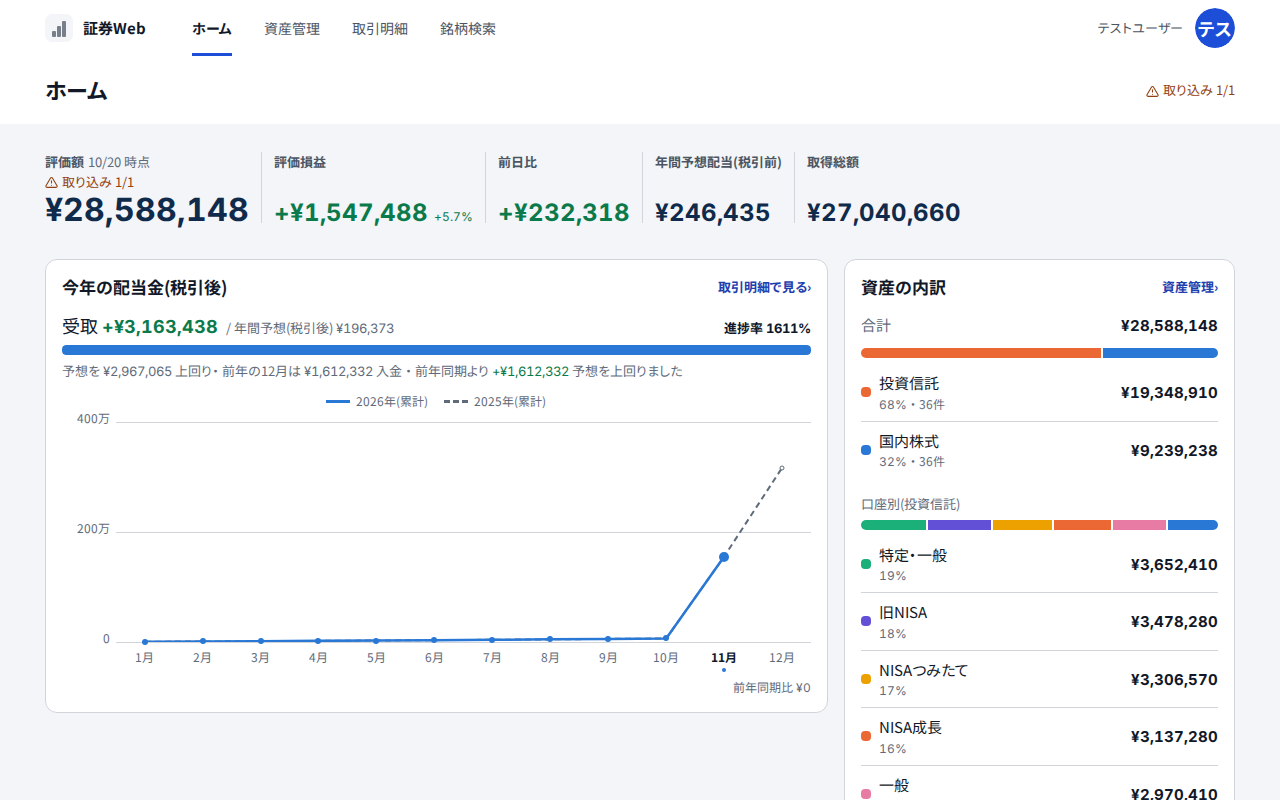 証券Web ホーム 資産管理 取引明細 銘柄検索 テストユーザー テス
ホーム 取り込み 1/1
評価額 10/20 時点
取り込み 1/1
¥28,588,148
評価損益
+¥1,547,488 +5.7%
前日比
+¥232,318
年間予想配当(税引前)
¥246,435
取得総額
¥27,040,660
今年の配当金(税引後) 取引明細で見る›
受取 +¥3,163,438 / 年間予想(税引後) ¥196,373 進捗率 1611%
予想を ¥2,967,065 上回り・前年の12月は ¥1,612,332 入金・前年同期より +¥1,612,332 予想を上回りました
2026年(累計) 2025年(累計)
400万
200万
0
1月 2月 3月 4月 5月 6月 7月 8月 9月 10月 11月 12月
前年同期比 ¥0
資産の内訳 資産管理›
合計 ¥28,588,148
投資信託 ¥19,348,910
68%・36件
国内株式 ¥9,239,238
32%・36件
口座別(投資信託)
特定・一般 ¥3,652,410
19%
旧NISA ¥3,478,280
18%
NISAつみたて ¥3,306,570
17%
NISA成長 ¥3,137,280
16%
一般 ¥2,970,410